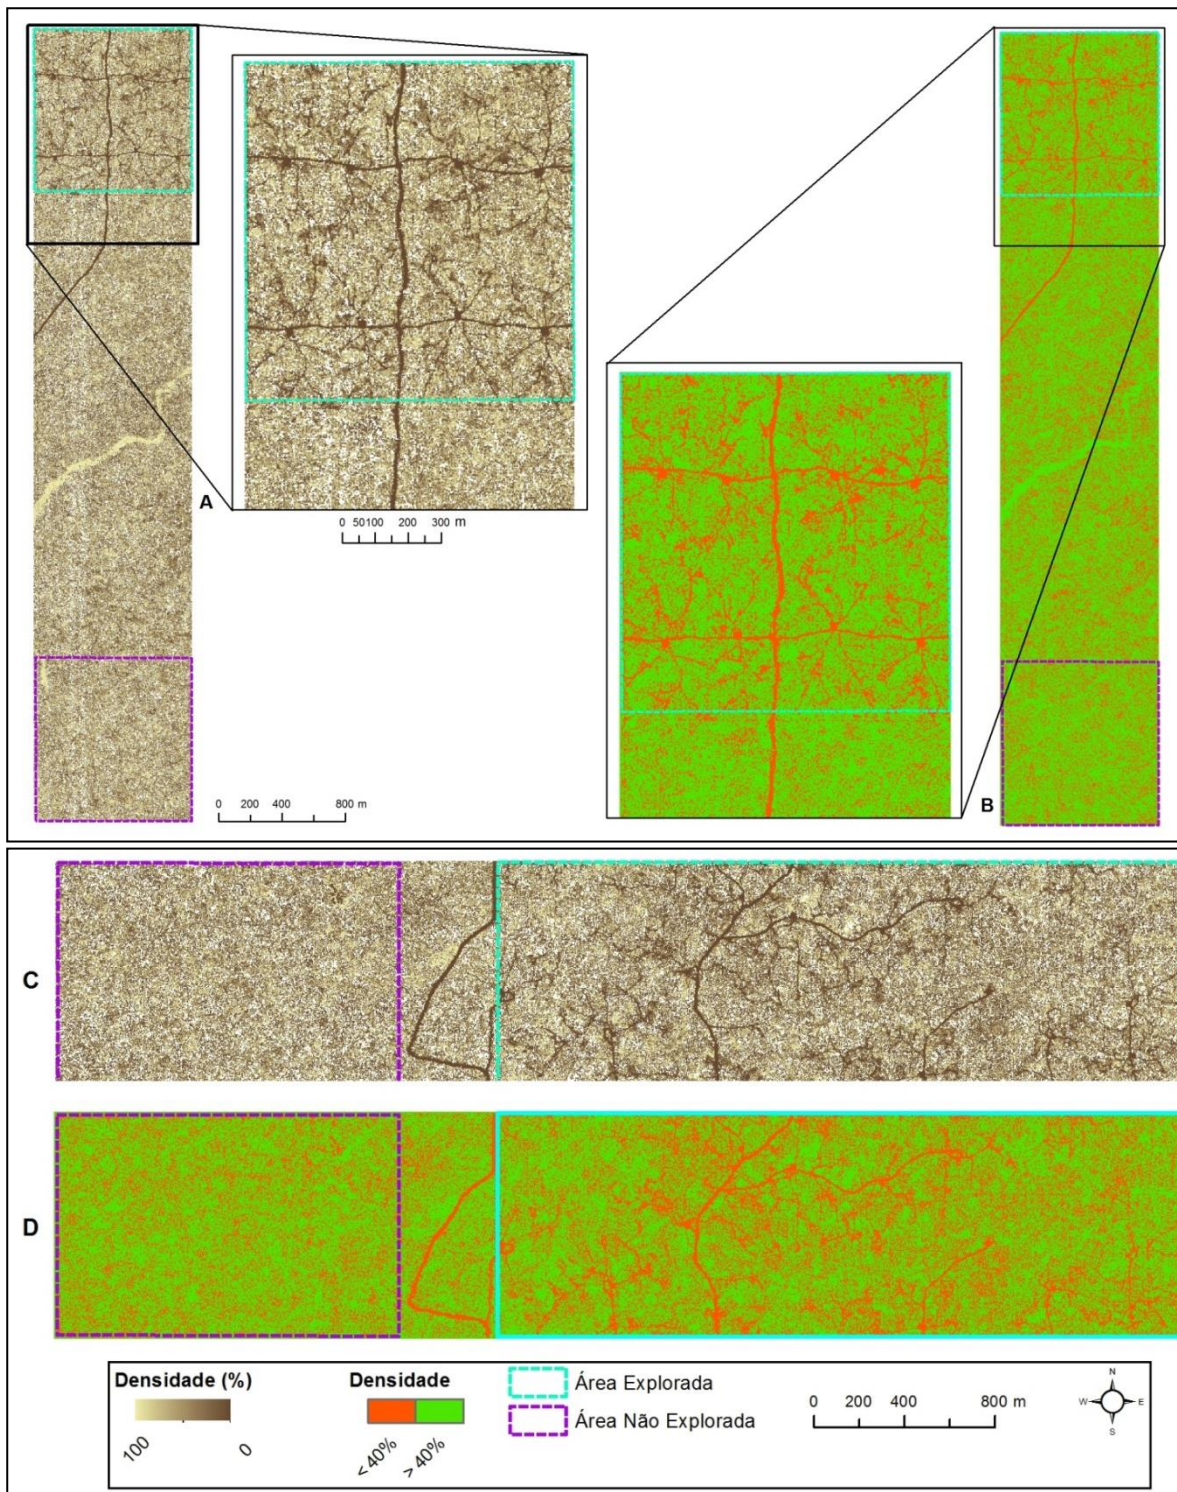 A
0 50100 200 300 m
B
0 200 400 800 m
C
D
Densidade (%)
100 0
Densidade
< 40% > 40%
Área Explorada
Área Não Explorada
0 200 400 800 m
N
W E
S